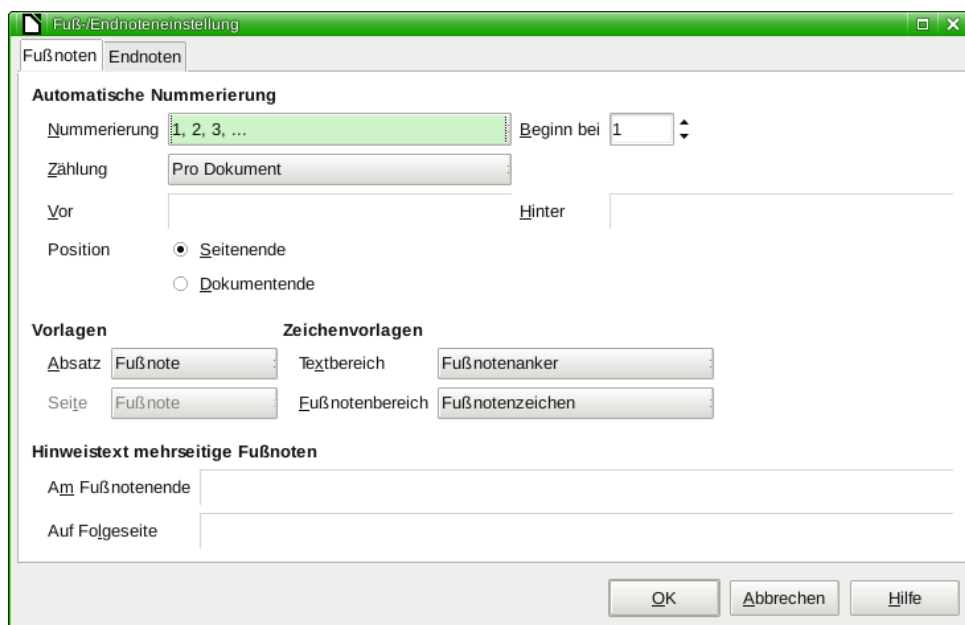 Fuß-/Endnoteneinstellung
Fußnoten Endnoten
Automatische Nummerierung
Nummerierung 1, 2, 3, ... Beginn bei 1
Zählung Pro Dokument
Vor Hinter
Position Seitenende
Dokumentende
Vorlagen Zeichenvorlagen
Absatz Fußnote Textbereich Fußnotenanker
Seite Fußnote Fußnotenbereich Fußnotenzeichen
Hinweistext mehrseitige Fußnoten
Am Fußnotenende
Auf Folgeseite
OK Abbrechen Hilfe